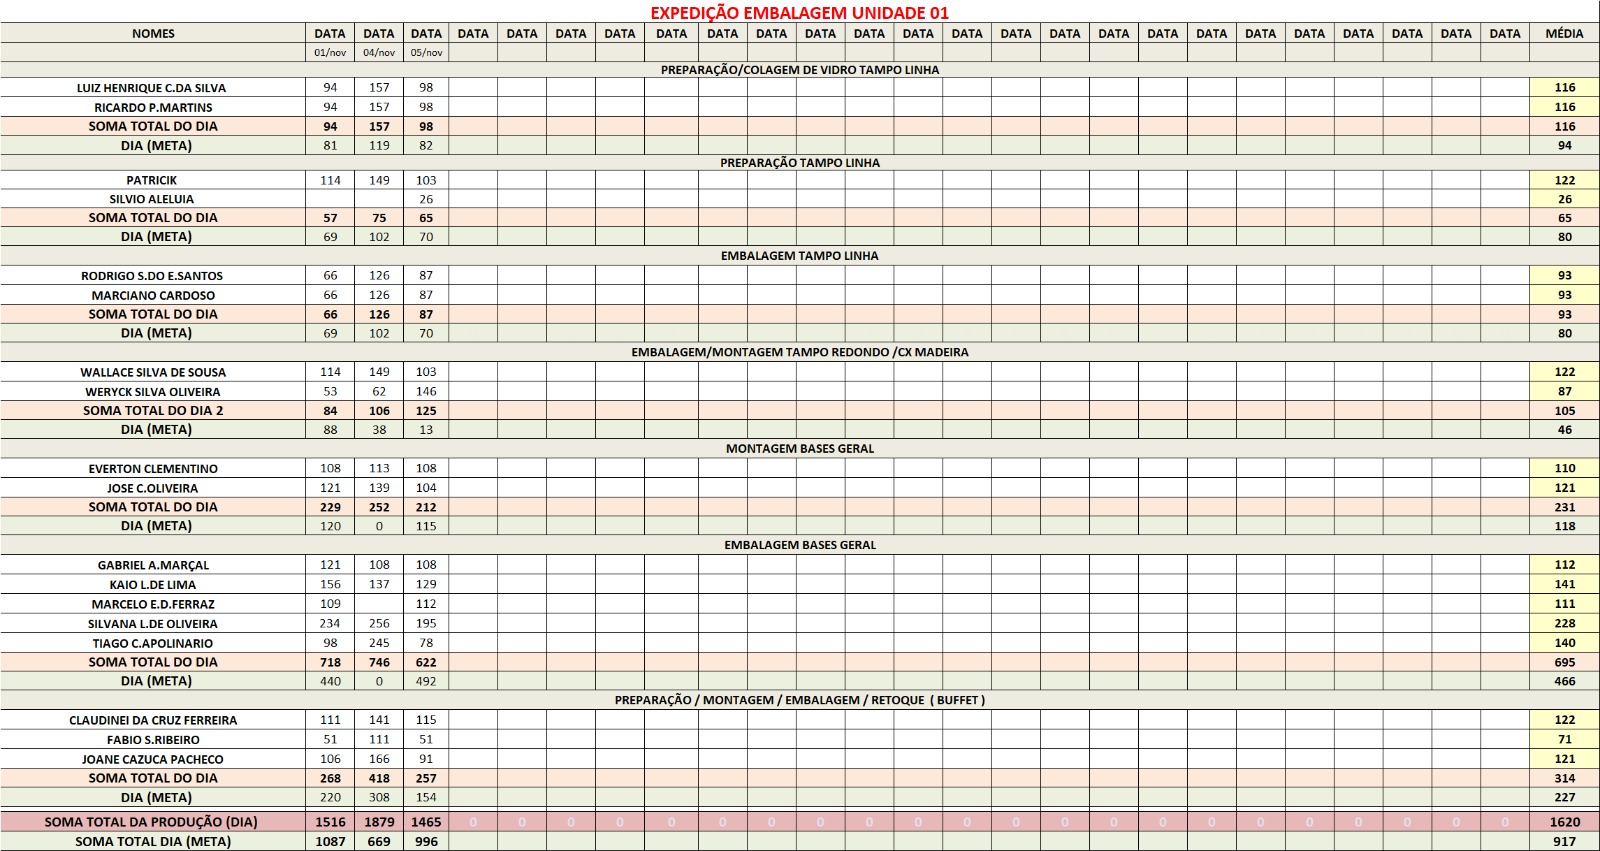 EXPEDIÇÃO EMBALAGEM UNIDADE 01
NOMES DATA DATA DATA DATA DATA DATA DATA DATA DATA DATA DATA DATA DATA DATA DATA DATA DATA DATA DATA DATA DATA DATA DATA DATA DATA MÉDIA
01/nov 04/nov 05/nov
PREPARAÇÃO/COLAGEM DE VIDRO TAMPO LINHA
LUIZ HENRIQUE C.DA SILVA 94 157 98 116
RICARDO P.MARTINS 94 157 98 116
SOMA TOTAL DO DIA 94 157 98 116
DIA (META) 81 119 82 94
PREPARAÇÃO TAMPO LINHA
PATRICIK 114 149 103 122
SILVIO ALELUIA 26 26
SOMA TOTAL DO DIA 57 75 65 65
DIA (META) 69 102 70 80
EMBALAGEM TAMPO LINHA
RODRIGO S.DO E.SANTOS 66 126 87 93
MARCIANO CARDOSO 66 126 87 93
SOMA TOTAL DO DIA 66 126 87 93
DIA (META) 69 102 70 80
EMBALAGEM/MONTAGEM TAMPO REDONDO /CX MADEIRA
WALLACE SILVA DE SOUSA 114 149 103 122
WERYCK SILVA OLIVEIRA 53 62 146 87
SOMA TOTAL DO DIA 2 84 106 125 105
DIA (META) 88 38 13 46
MONTAGEM BASES GERAL
EVERTON CLEMENTINO 108 113 108 110
JOSE C.OLIVEIRA 121 139 104 121
SOMA TOTAL DO DIA 229 252 212 231
DIA (META) 120 0 115 118
EMBALAGEM BASES GERAL
GABRIEL A.MARÇAL 121 108 108 112
KAIO L.DE LIMA 156 137 129 141
MARCELO E.D.FERRAZ 109 112 111
SILVANA L.DE OLIVEIRA 234 256 195 228
TIAGO C.APOLINARIO 98 245 78 140
SOMA TOTAL DO DIA 718 746 622 695
DIA (META) 440 0 492 466
PREPARAÇÃO / MONTAGEM / EMBALAGEM / RETOQUE ( BUFFET )
CLAUDINEI DA CRUZ FERREIRA 111 141 115 122
FABIO S.RIBEIRO 51 111 51 71
JOANE CAZUCA PACHECO 106 166 91 121
SOMA TOTAL DO DIA 268 418 257 314
DIA (META) 220 308 154 227
SOMA TOTAL DA PRODUÇÃO (DIA) 1516 1879 1465 0 0 0 0 0 0 0 0 0 0 0 0 0 0 0 0 0 0 0 0 0 0 1620
SOMA TOTAL DIA (META) 1087 669 996 917